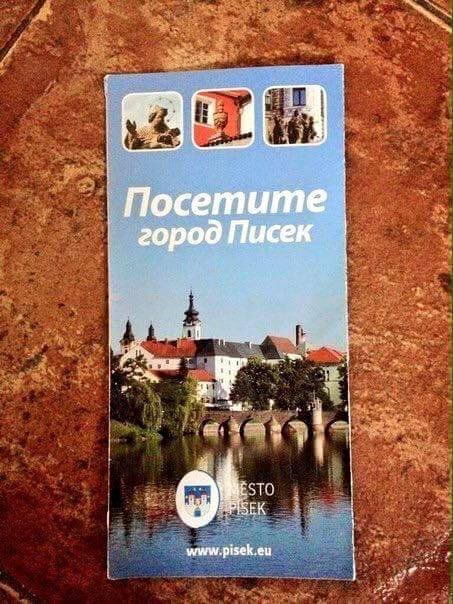 Посетите
город Писек
MĚSTO
PÍSEK
www.pisek.eu